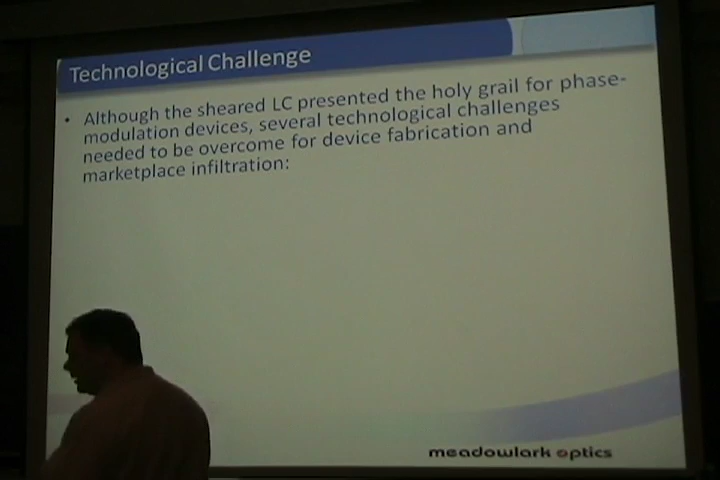 Technological Challenge
• Although the sheared LC presented the holy grail for phase-
modulation devices, several technological challenges
needed to be overcome for device fabrication and
marketplace infiltration:
meadowlark optics